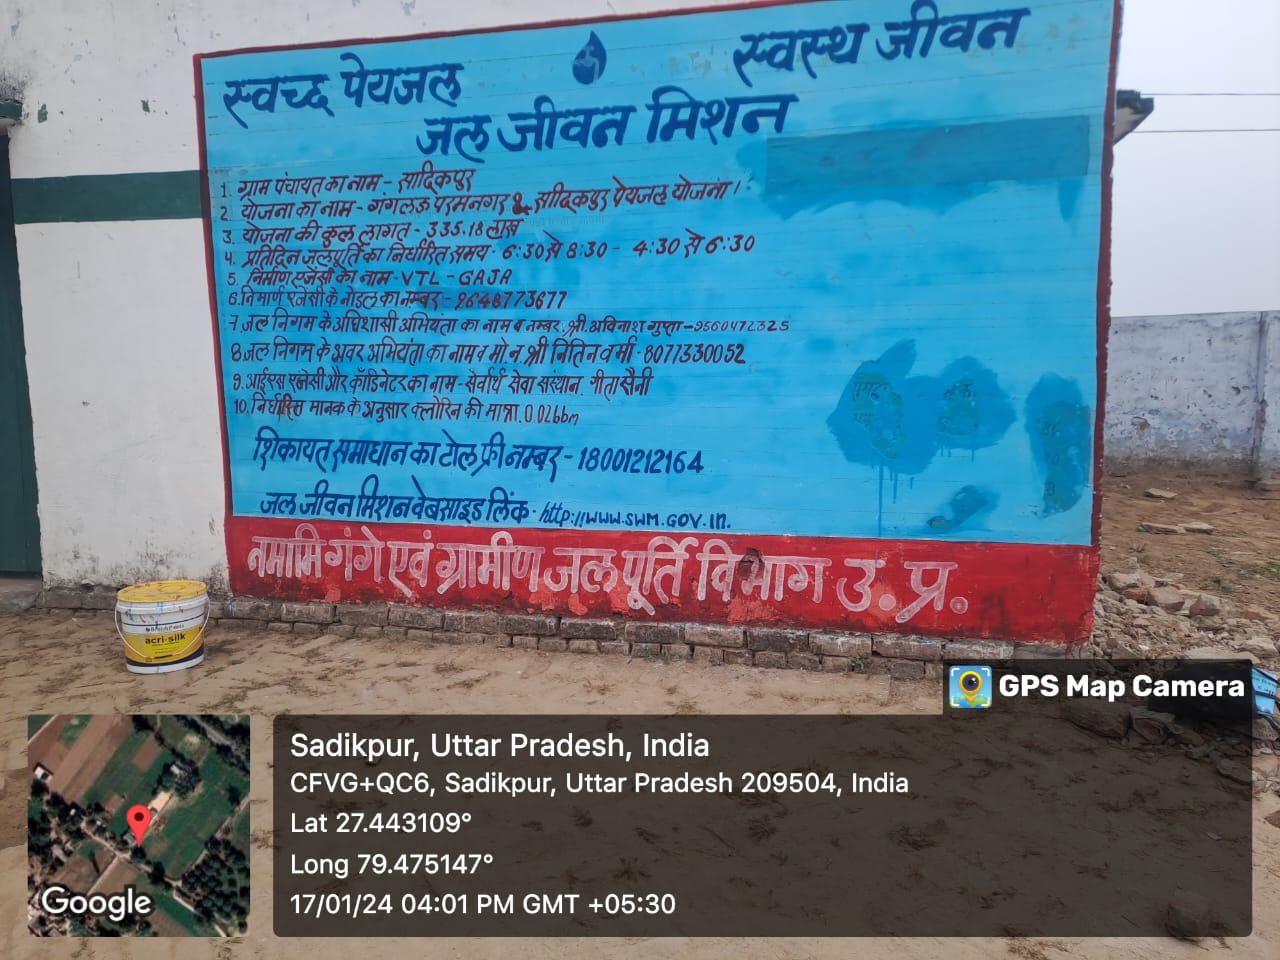 स्वच्छ पेयजल
स्वस्थ जीवन
जल जीवन मिशन
1. ग्राम पंचायत का नाम - सादिकपुर
2. योजना का नाम - गंगलऊ परमनगर & सादिकपुर पेयजल योजना।
3. योजना की कुल लागत - 335.18 लाख
4. प्रतिदिन जलपूर्ति का निर्धारित समय - 6:30 से 8:30 - 4:30 से 6:30
5. निर्माण एजेंसी का नाम - VTL - GAJA
6. निमार्ण एजेंसी के नोडल का नम्बर - 9648773677
7 जल निगम के अधिशासी अभियंता का नाम व नम्बर, श्री. अविनाश गुप्ता - 9560472325
8 जल निगम के अवर अभियंता का नाम व मो. न. श्री नितिन वर्मा - 8077330052
9. आईएस एजेंसी और कॉडिनेटर का नाम - सेर्वार्थ सेवा संस्थान. गीता सैनी
10. निर्धारित मानक के अनुसार क्लोरिन की मात्रा. 0.02bbm
शिकायत समाधान का टोल फ्री नम्बर - 18001212164
जल जीवन मिशन वेबसाइड लिंक - http://www.swm.gov.in.
नमामि गंगे एवं ग्रामीण जल पूर्ति विभाग उ. प्र.
acri-silk
GPS Map Camera
Sadikpur, Uttar Pradesh, India
CFVG+QC6, Sadikpur, Uttar Pradesh 209504, India
Lat 27.443109°
Long 79.475147°
17/01/24 04:01 PM GMT +05:30
Google